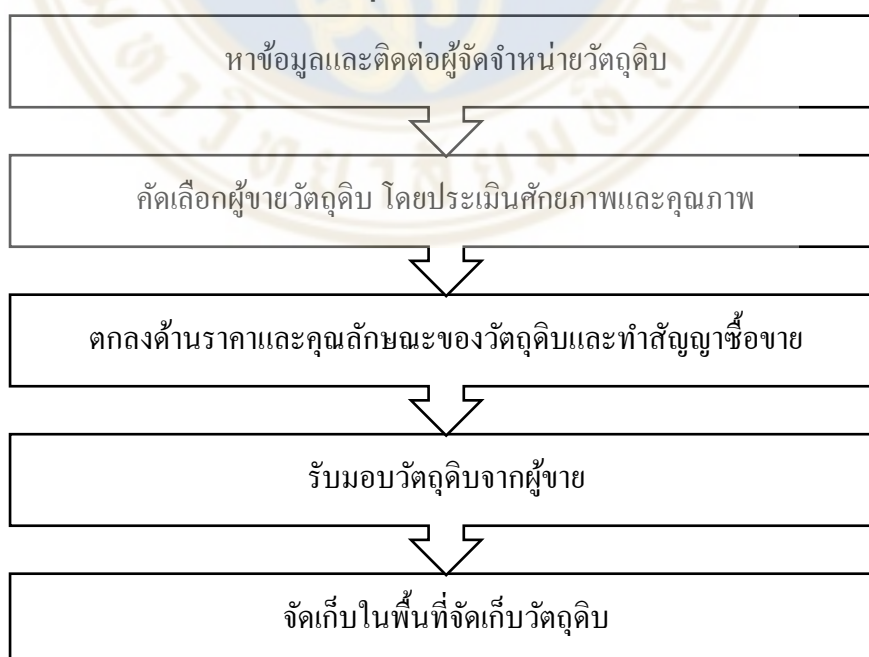 หาข้อมูลและติดต่อผู้จัดจำหน่ายวัตถุดิบ
คัดเลือกผู้ขายวัตถุดิบ โดยประเมินศักยภาพและคุณภาพ
ตกลงด้านราคาและคุณลักษณะของวัตถุดิบและทำสัญญาซื้อขาย
รับมอบวัตถุดิบจากผู้ขาย
จัดเก็บในพื้นที่จัดเก็บวัตถุดิบ